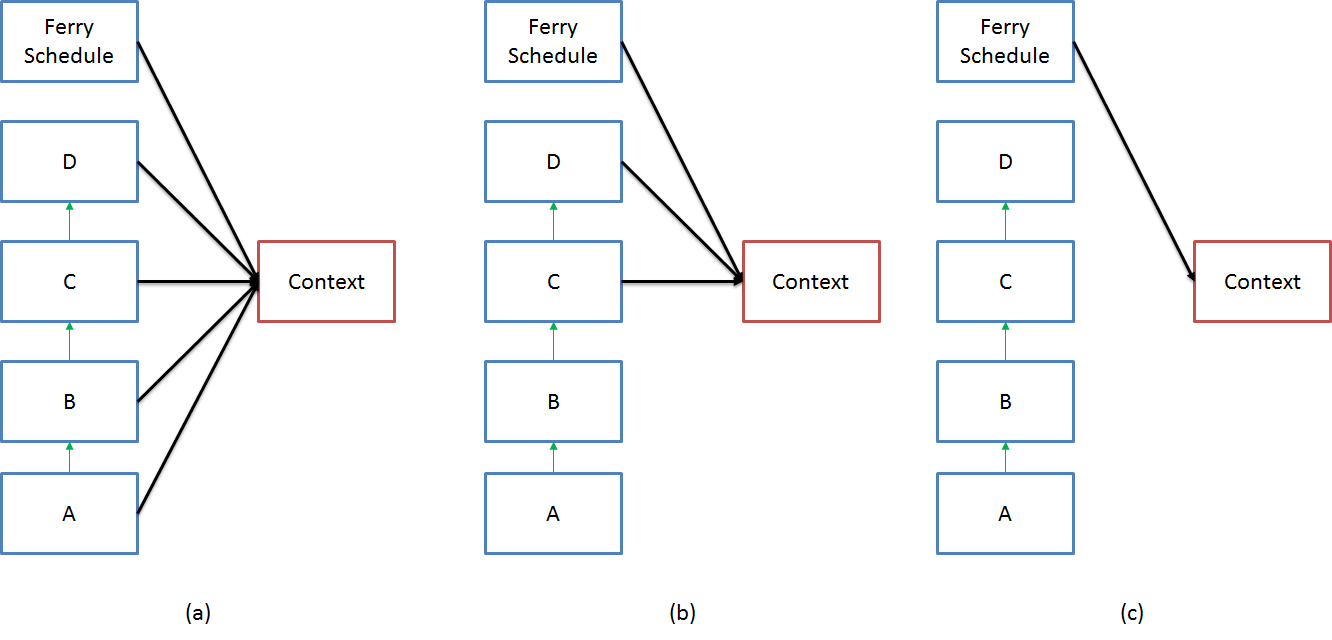 Ferry
Schedule
D
C
Context
B
A
(a)
Ferry
Schedule
D
C
Context
B
A
(b)
Ferry
Schedule
D
C
Context
B
A
(c)